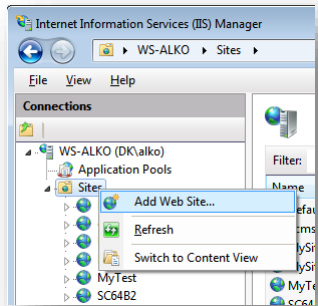 Internet Information Services (IIS) Manager
WS-ALKO Sites
File View Help
Connections
WS-ALKO (DK\alko)
Application Pools
Filter:
Sites
Name
Add Web Site...
Refresh
Switch to Content View
MyTest
SC64B2